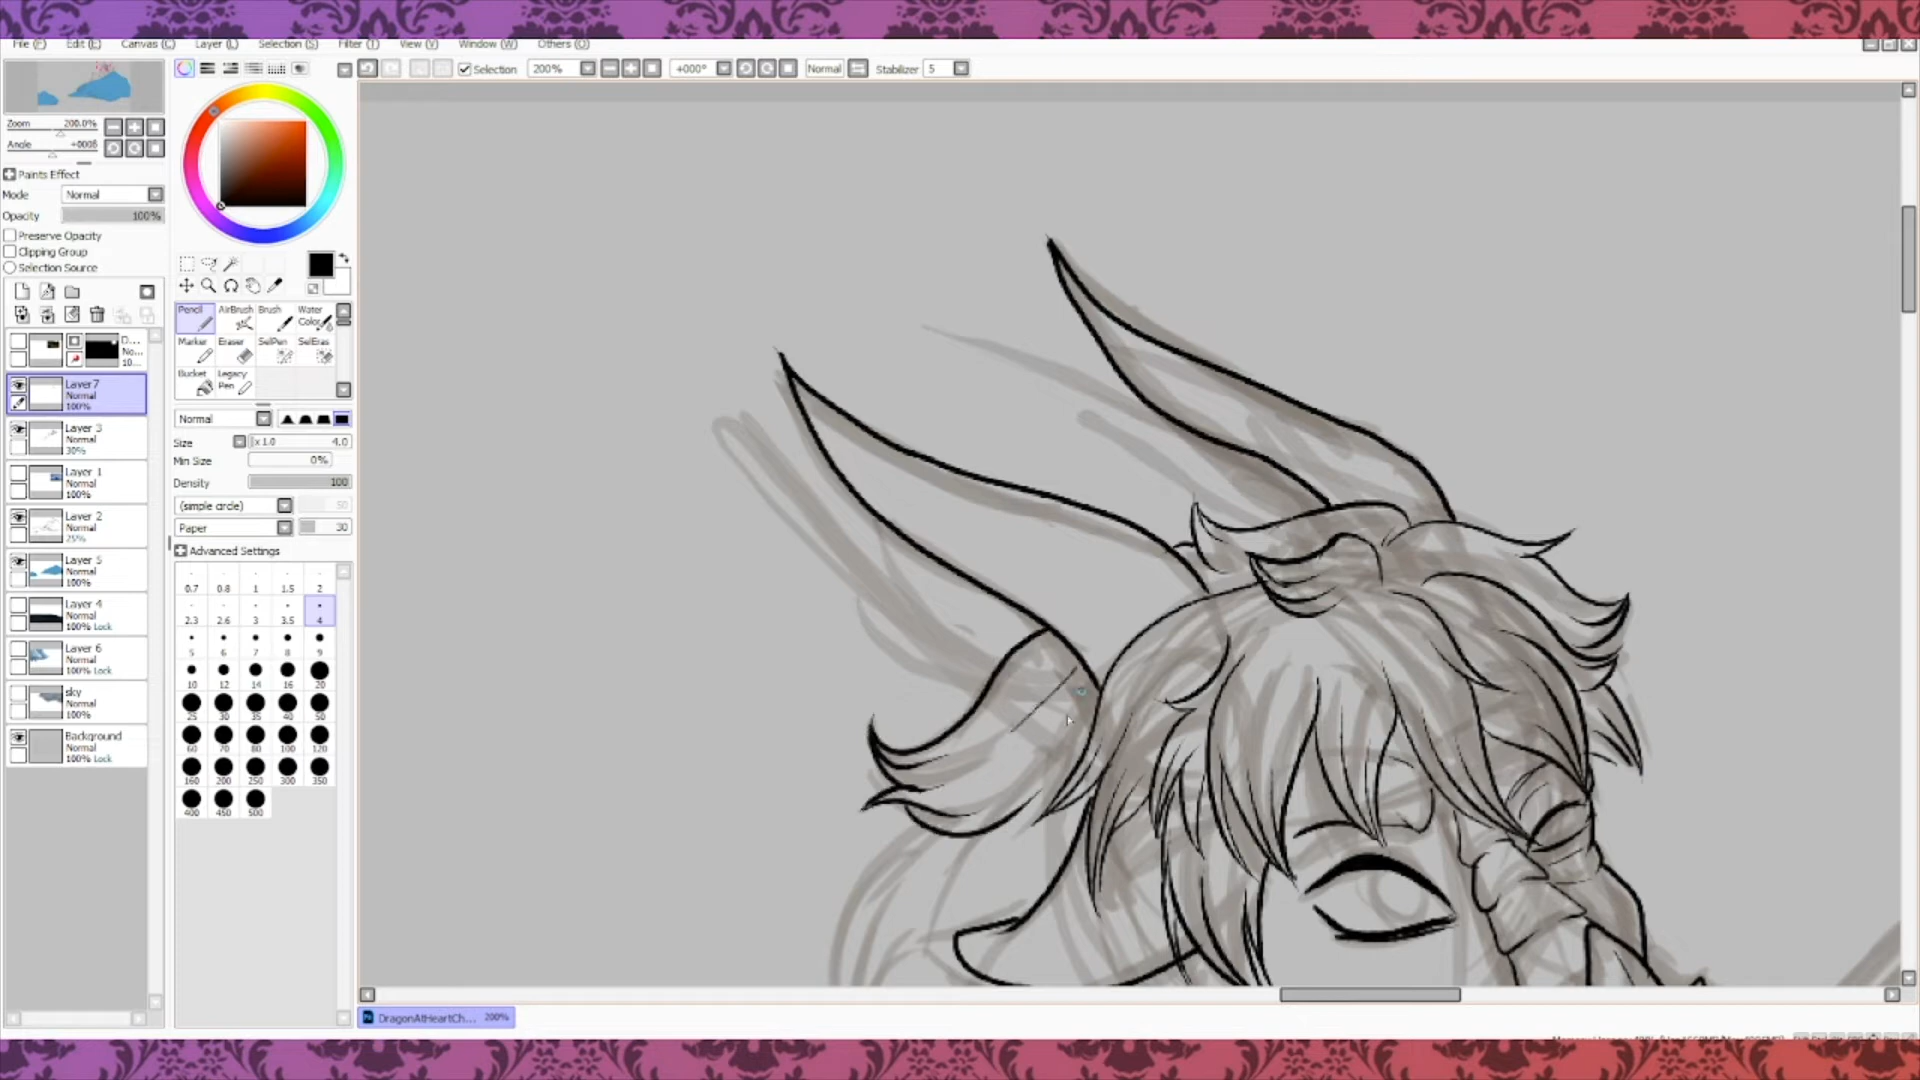 File (F) Edit (E) Canvas (C) Layer (L) Selection (S) Filter (T) View (V) Window (W) Others (O)
Selection 200% +000° Normal Stabilizer 5
Zoom 200.0%
Angle
Paints Effect
Mode Normal
Opacity 100%
Preserve Opacity
Clipping Group
Selection Source
D...
No...
10...
Layer7
Normal
100%
Layer 3
Normal
30%
Layer 1
Normal
100%
Layer 2
Normal
25%
Layer 5
Normal
100%
Layer 4
Normal
100% Lock
Layer 6
Normal
100% Lock
sky
Normal
100%
Background
Normal
100% Lock
Pencil AirBrush Brush Water Color
Marker Eraser SelPen SelEras
Bucket Legacy Pen
Normal
Size x 1.0 4.0
Min Size 0%
Density 100
(simple circle) 50
Paper 30
Advanced Settings
0.7 0.8 1 1.5 2
2.3 2.6 3 3.5 4
5 6 7 8 9
10 12 14 16 20
25 30 35 40 50
60 70 80 100 120
160 200 250 300 350
400 450 500
DragonAtHeartCh... 200%